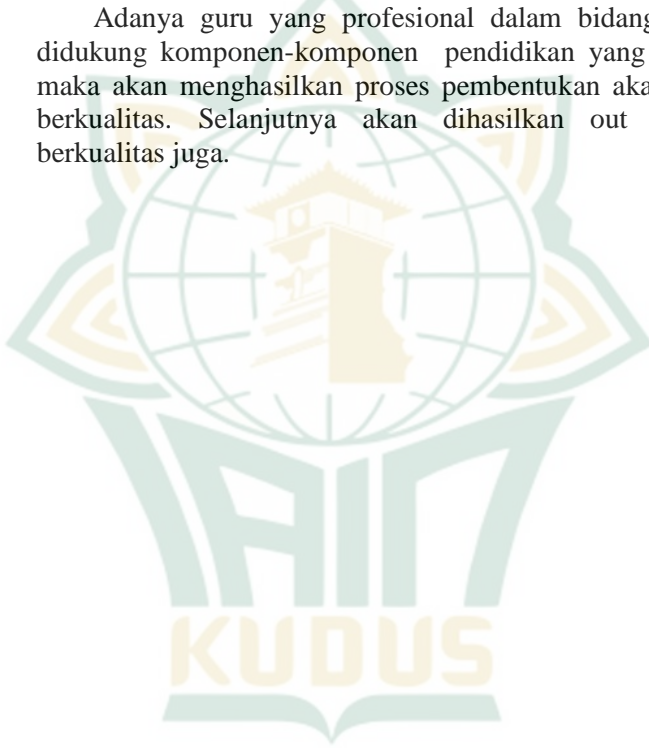 Adanya guru yang profesional dalam bidang
didukung komponen-komponen pendidikan yang
maka akan menghasilkan proses pembentukan aka
berkualitas. Selanjutnya akan dihasilkan out
berkualitas juga.
IAIN
KUDUS